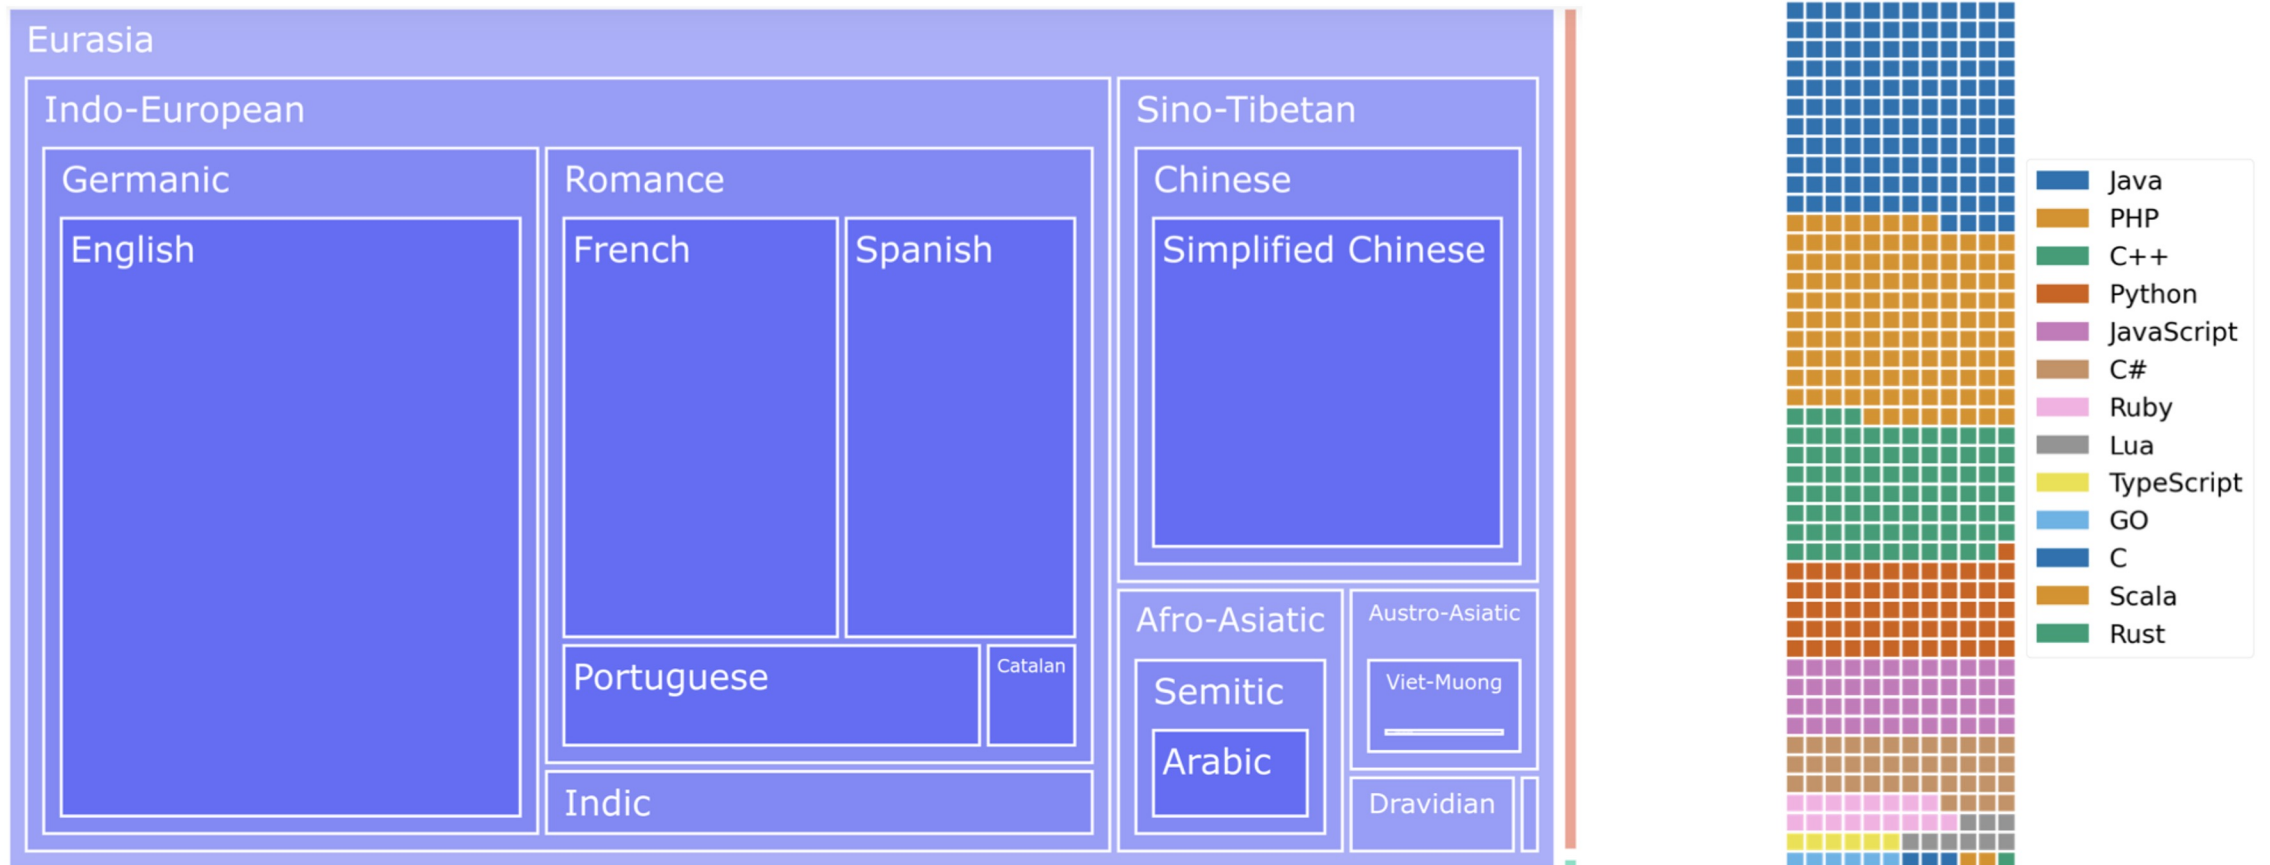 Eurasia
Indo-European
Germanic
English
Romance
French
Spanish
Portuguese
Catalan
Indic
Sino-Tibetan
Chinese
Simplified Chinese
Afro-Asiatic
Semitic
Arabic
Austro-Asiatic
Viet-Muong
Dravidian
Java
PHP
C++
Python
JavaScript
C#
Ruby
Lua
TypeScript
GO
C
Scala
Rust